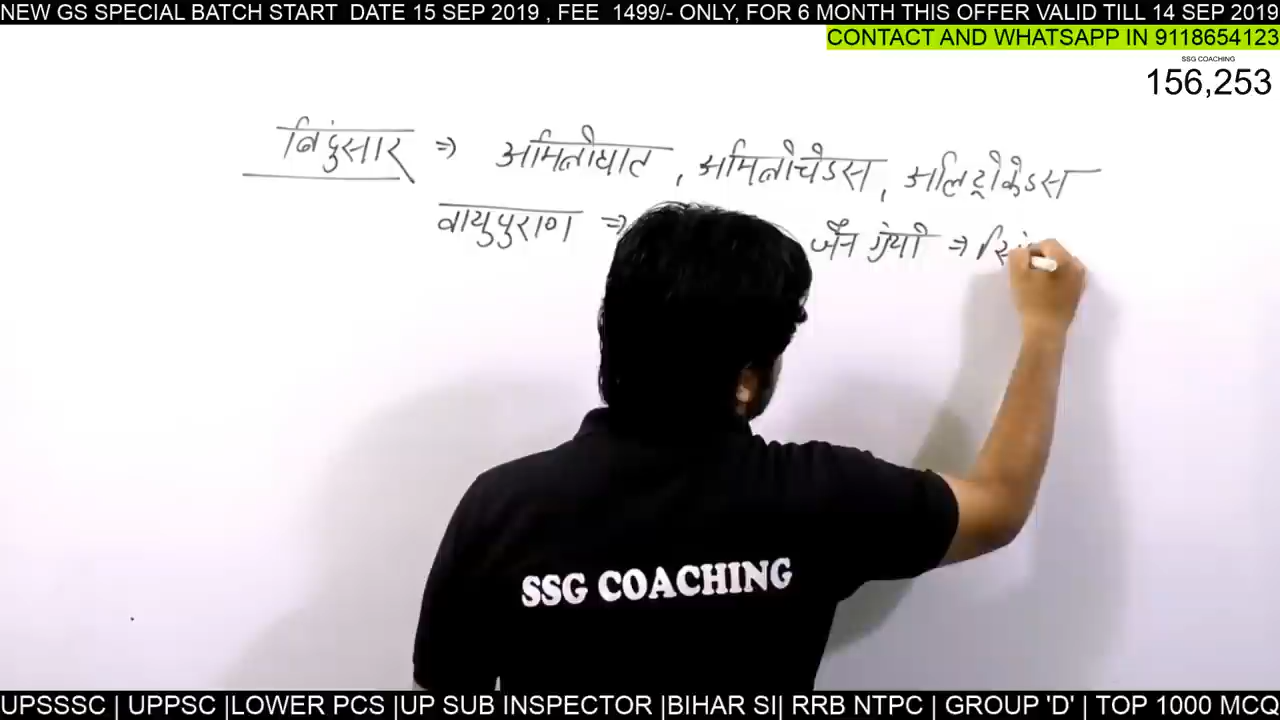 NEW GS SPECIAL BATCH START DATE 15 SEP 2019 , FEE 1499/- ONLY, FOR 6 MONTH THIS OFFER VALID TILL 14 SEP 2019
CONTACT AND WHATSAPP IN 9118654123
SSG COACHING
156,253
बिंदुसार ⇒ अमित्रोघात , अमित्रोचेडस , अलिट्रोकेडस
वायुपुराण ⇒ जैन ग्रंथो ⇒
SSG COACHING
UPSSSC | UPPSC |LOWER PCS |UP SUB INSPECTOR |BIHAR SI| RRB NTPC | GROUP 'D' | TOP 1000 MCQ